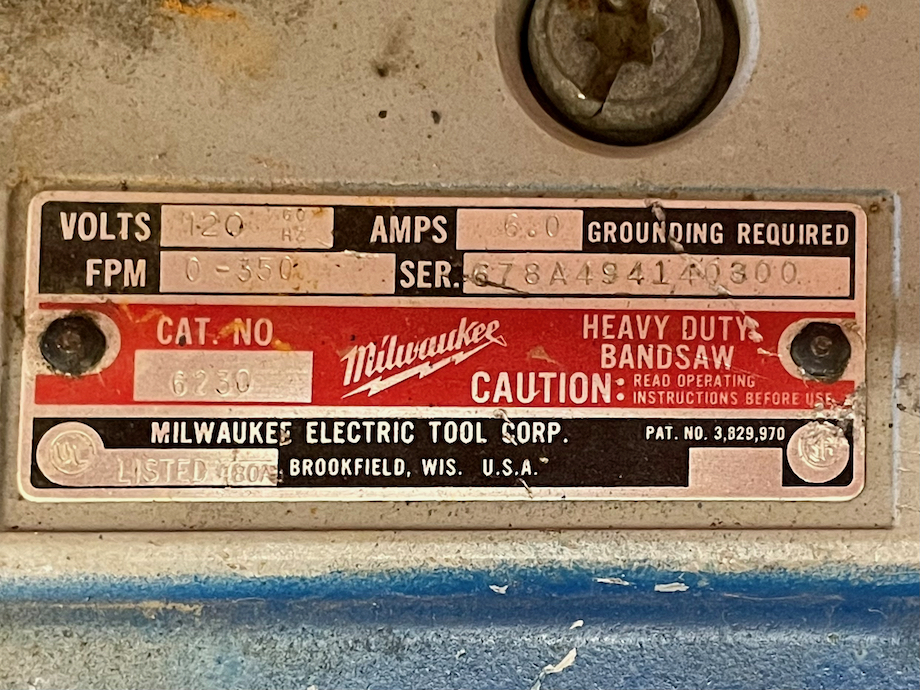 VOLTS 120 60 HZ AMPS 6.0 GROUNDING REQUIRED
FPM 0-350 SER. 678A494140300
CAT. NO
6230
Milwaukee
HEAVY DUTY
BANDSAW
CAUTION: READ OPERATING
INSTRUCTIONS BEFORE USE
MILWAUKEE ELECTRIC TOOL CORP. PAT. NO. 3,829,970
UL LISTED BROOKFIELD, WIS. U.S.A.